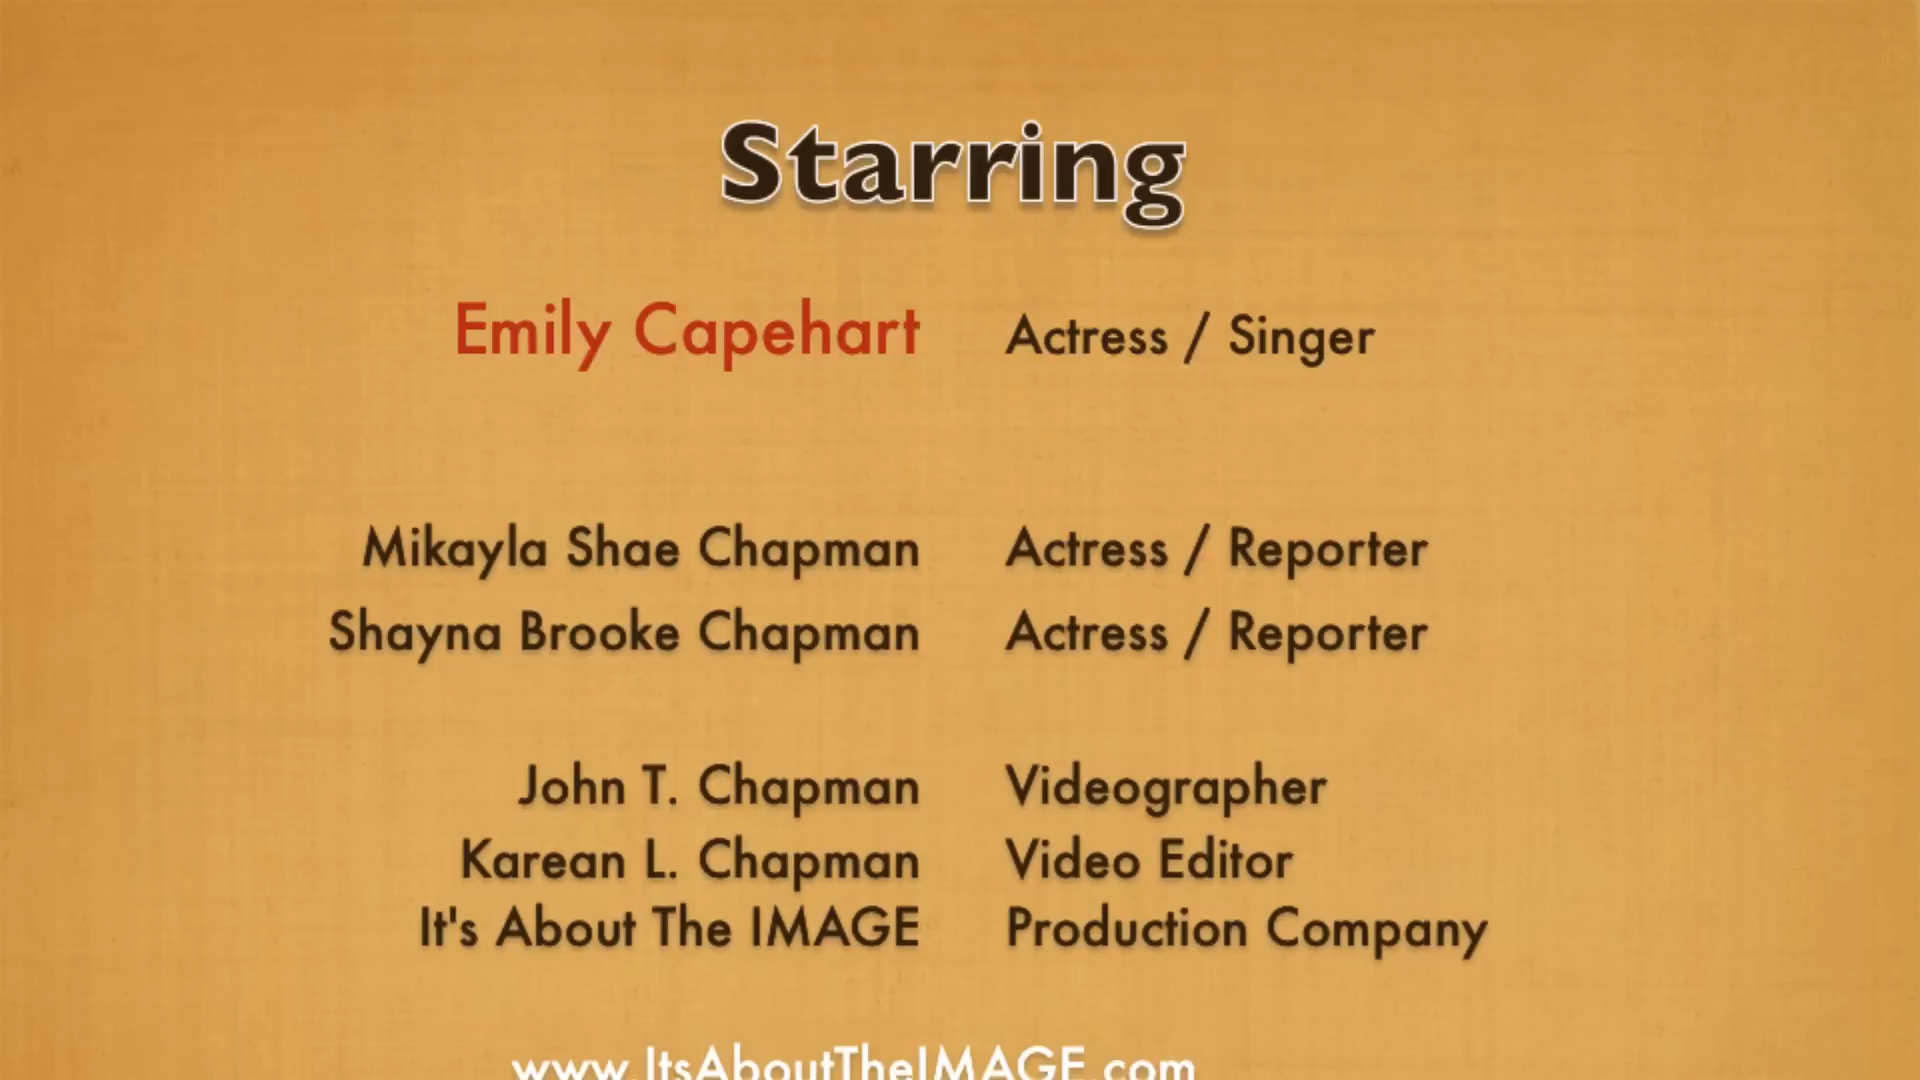 Starring
Emily Capehart Actress / Singer
Mikayla Shae Chapman Actress / Reporter
Shayna Brooke Chapman Actress / Reporter
John T. Chapman Videographer
Karean L. Chapman Video Editor
It's About The IMAGE Production Company
www.ItsAboutTheIMAGE.com